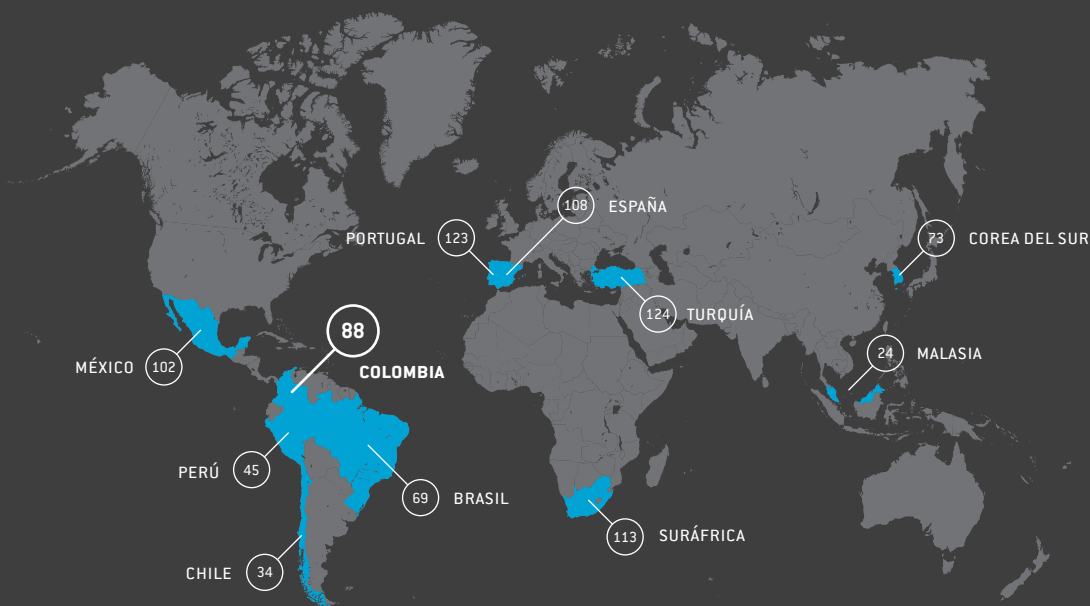 108 ESPAÑA
PORTUGAL 123
73 COREA DEL SUR
124 TURQUÍA
88
COLOMBIA
MÉXICO 102
24 MALASIA
PERÚ 45
69 BRASIL
113 SURÁFRICA
CHILE 34